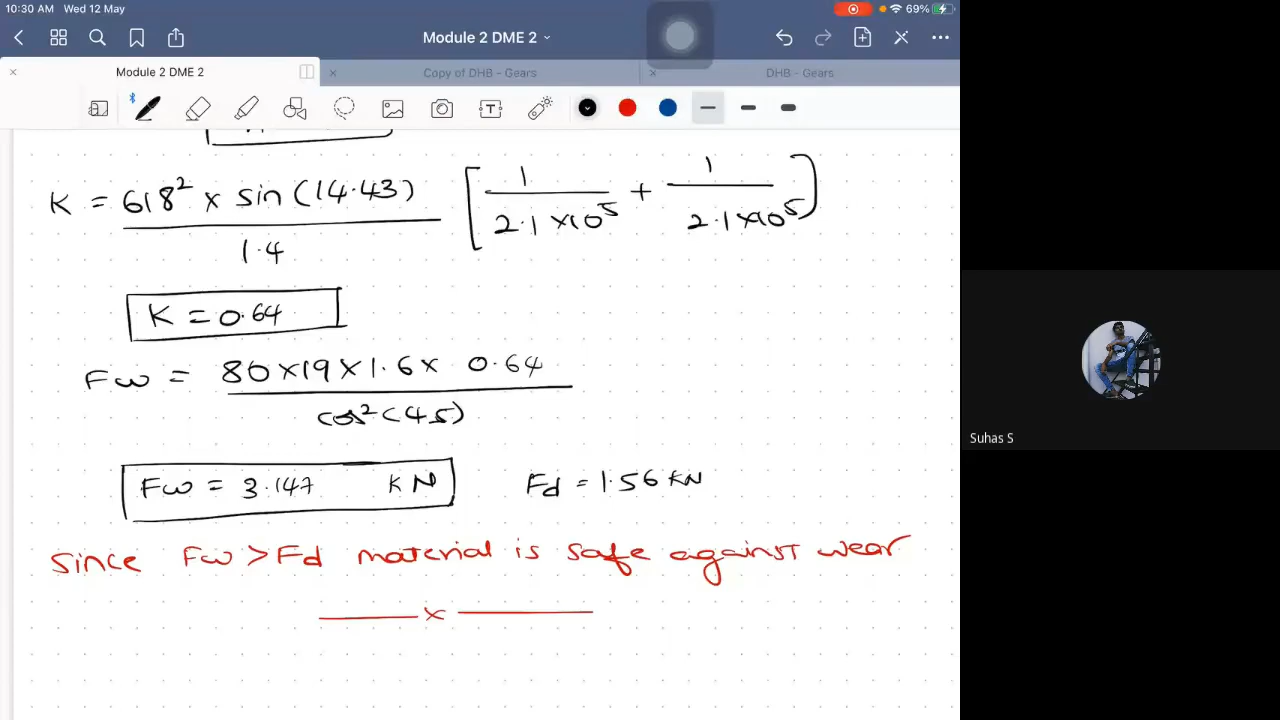 10:30 AM Wed 12 May
69%
Module 2 DME 2
Module 2 DME 2
Copy of DHB - Gears
DHB - Gears
K = 618² x sin (14.43) / 1.4 [ 1 / 2.1 x10⁵ + 1 / 2.1 x10⁵ ]
K = 0.64
Fw = 80 x 19 x 1.6 x 0.64 / cos² (45)
Fw = 3.147 KN
Fd = 1.56 KN
Since Fw > Fd material is safe against wear
x
Suhas S